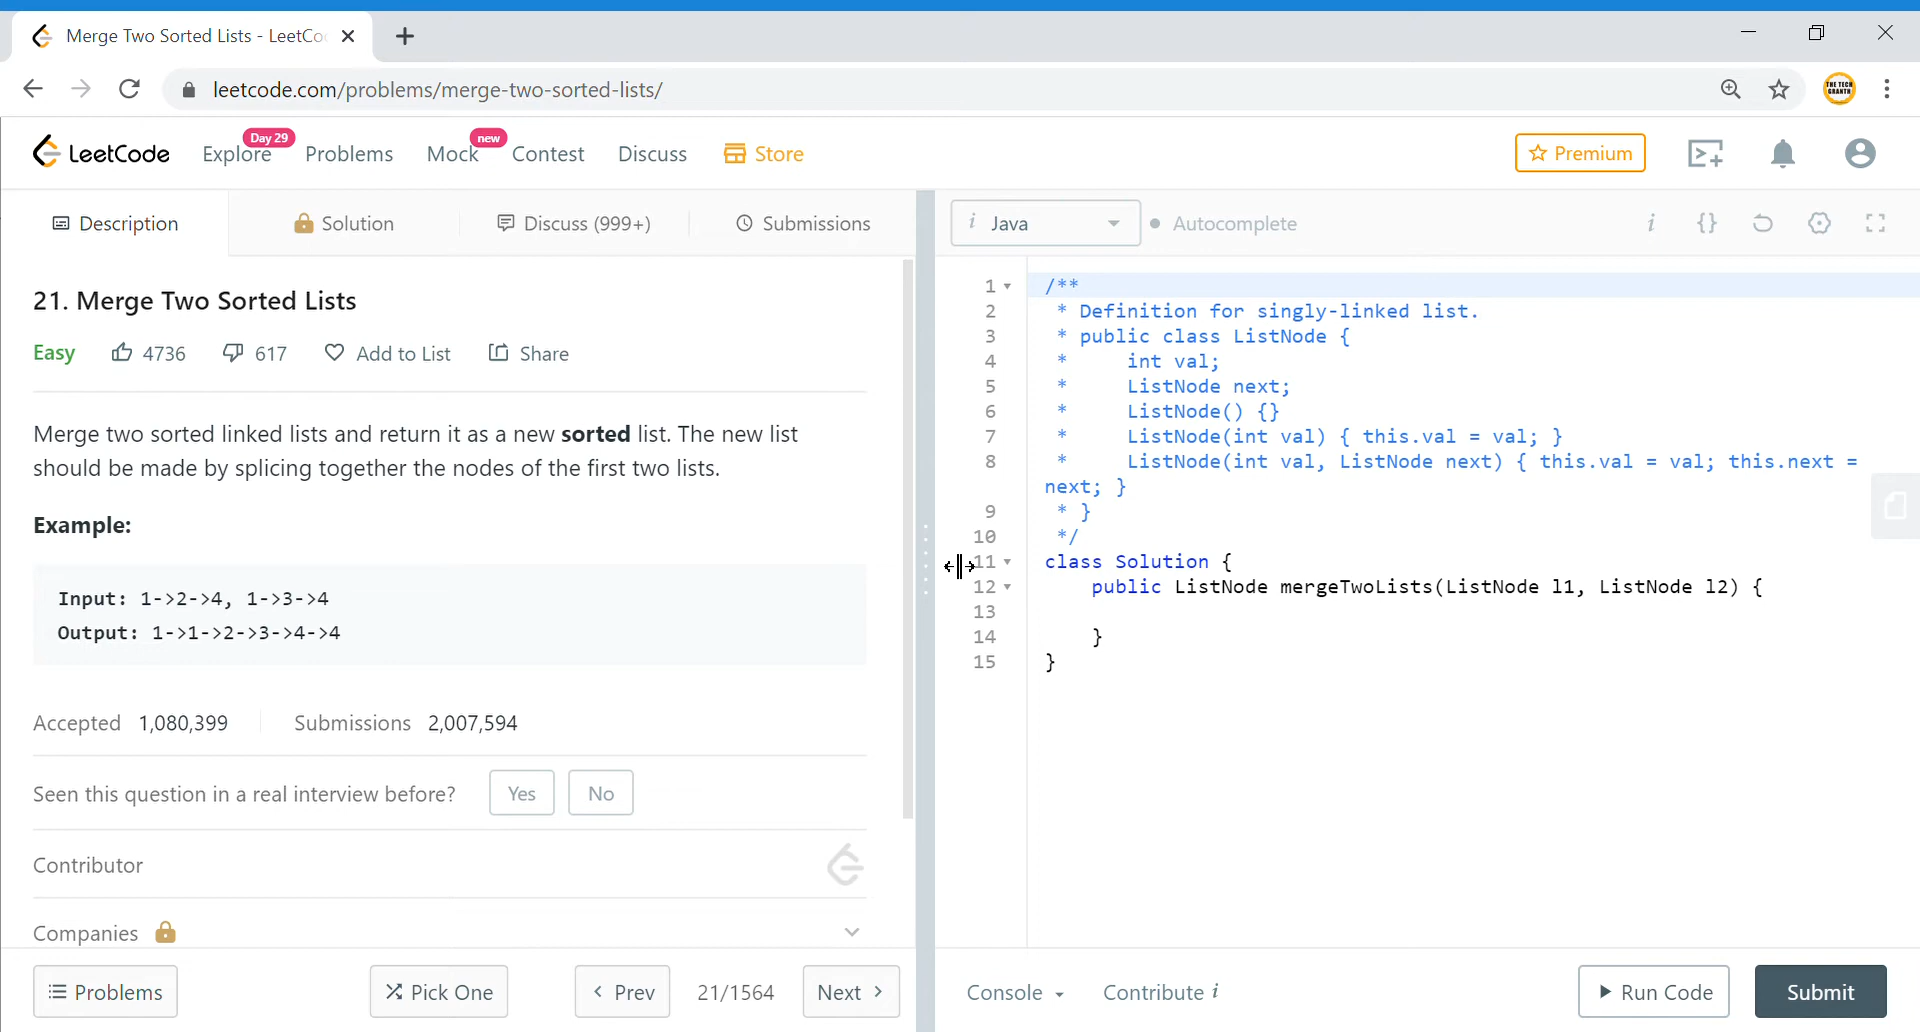 Merge Two Sorted Lists - LeetCo
leetcode.com/problems/merge-two-sorted-lists/
THE TECH GRANTH
LeetCode
Explore
Day 29
Problems
Mock
new
Contest
Discuss
Store
Premium
Description
Solution
Discuss (999+)
Submissions
21. Merge Two Sorted Lists
Easy
4736
617
Add to List
Share
Merge two sorted linked lists and return it as a new sorted list. The new list
should be made by splicing together the nodes of the first two lists.
Example:
Input: 1->2->4, 1->3->4
Output: 1->1->2->3->4->4
Accepted 1,080,399
Submissions 2,007,594
Seen this question in a real interview before?
Yes
No
Contributor
Companies
Problems
Pick One
Prev
21/1564
Next
i Java
Autocomplete
i {}
1 /**
2 * Definition for singly-linked list.
3 * public class ListNode {
4 *     int val;
5 *     ListNode next;
6 *     ListNode() {}
7 *     ListNode(int val) { this.val = val; }
8 *     ListNode(int val, ListNode next) { this.val = val; this.next =
next; }
9 * }
10 */
11 class Solution {
12     public ListNode mergeTwoLists(ListNode l1, ListNode l2) {
13
14     }
15 }
Console
Contribute i
Run Code
Submit